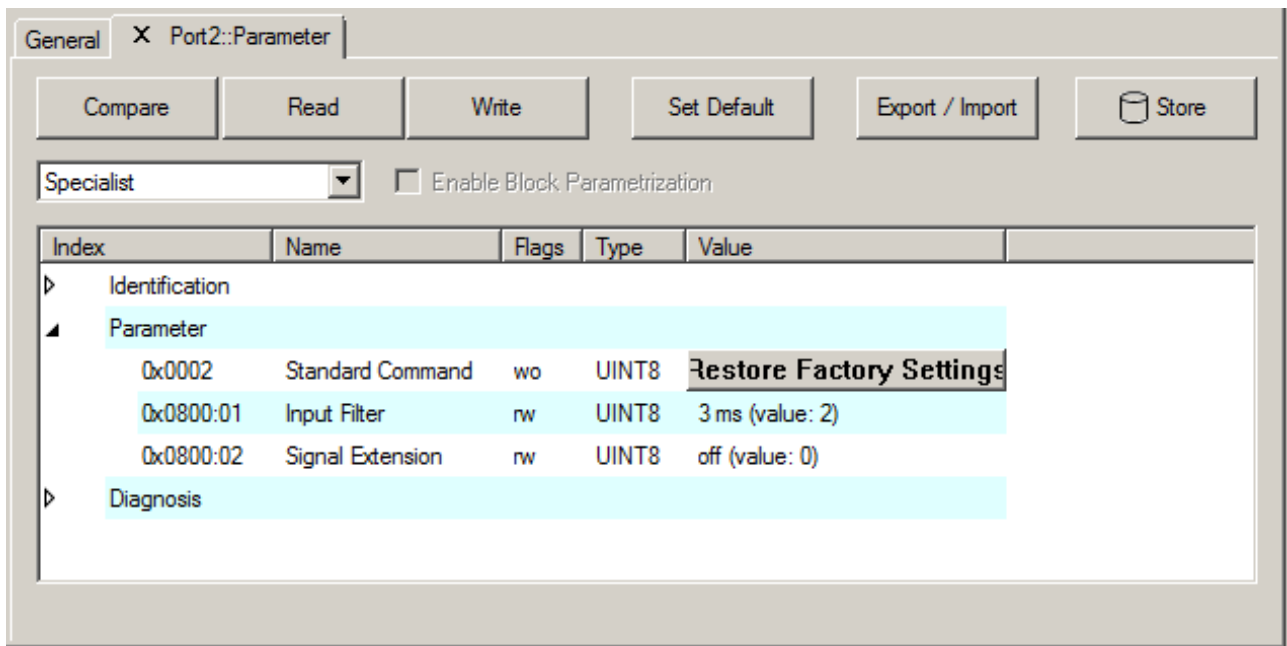 General X Port2::Parameter
Compare Read Write Set Default Export / Import Store
Specialist Enable Block Parametrization
Index Name Flags Type Value
Identification
Parameter
0x0002 Standard Command wo UINT8 Restore Factory Settings
0x0800:01 Input Filter rw UINT8 3 ms (value: 2)
0x0800:02 Signal Extension rw UINT8 off (value: 0)
Diagnosis